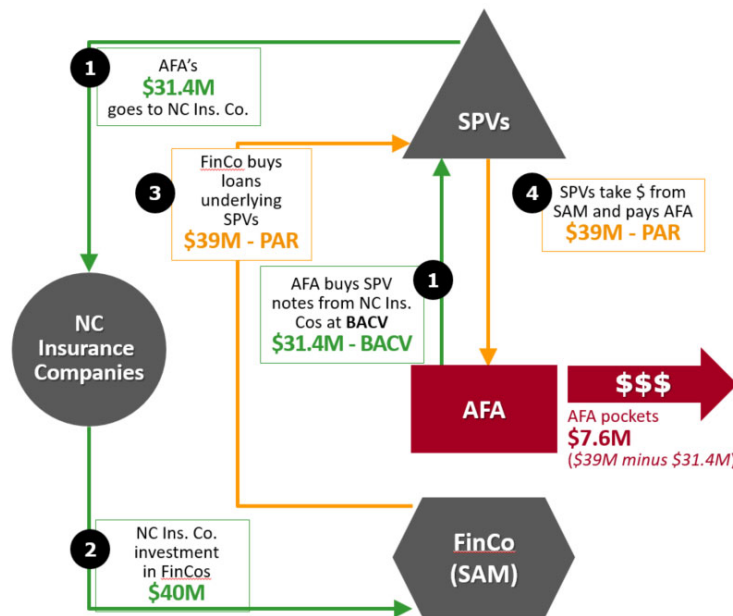 1
AFA's
$31.4M
goes to NC Ins. Co.
SPVs
3
FinCo buys
loans
underlying
SPVs
$39M - PAR
4
SPVs take $ from
SAM and pays AFA
$39M - PAR
1
AFA buys SPV
notes from NC Ins.
Cos at BACV
$31.4M - BACV
NC
Insurance
Companies
AFA
$$$
AFA pockets
$7.6M
($39M minus $31.4M)
2
NC Ins. Co.
investment
in FinCos
$40M
FinCo
(SAM)